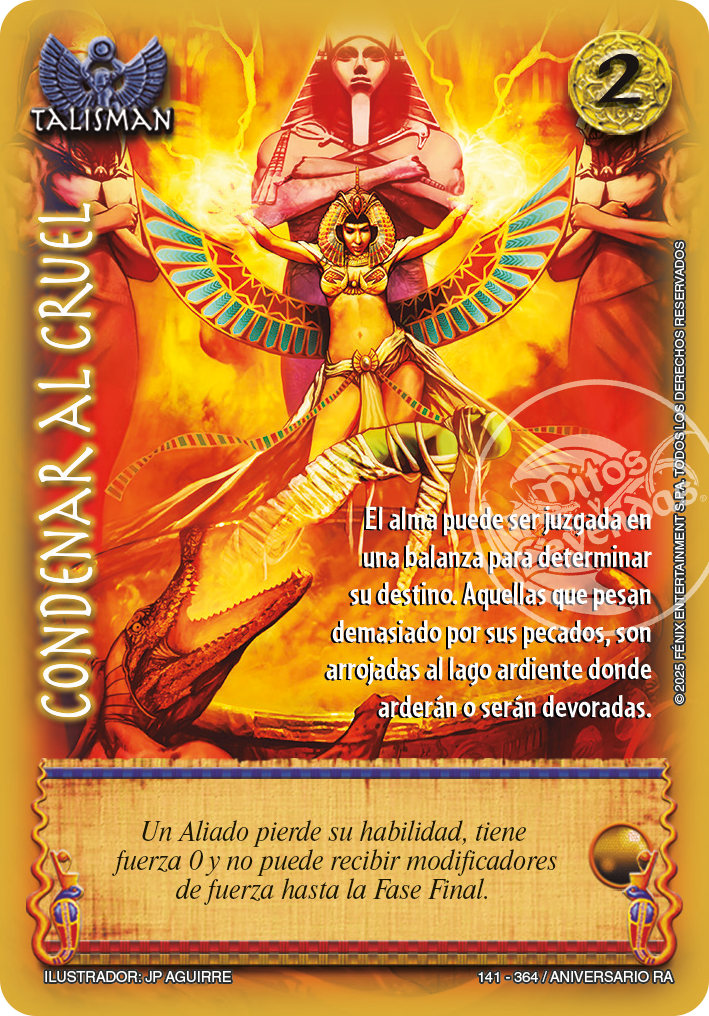 TALISMAN
2
CONDENAR AL CRUEL
El alma puede ser juzgada en
una balanza para determinar
su destino. Aquellas que pesan
demasiado por sus pecados, son
arrojadas al lago ardiente donde
arderán o serán devoradas.
© 2025 FÉNIX ENTERTAINMENT S.P.A. TODOS LOS DERECHOS RESERVADOS
Mitos
y
Leyendas
®
Un Aliado pierde su habilidad, tiene
fuerza 0 y no puede recibir modificadores
de fuerza hasta la Fase Final.
ILUSTRADOR: JP AGUIRRE
141 - 364 / ANIVERSARIO RA